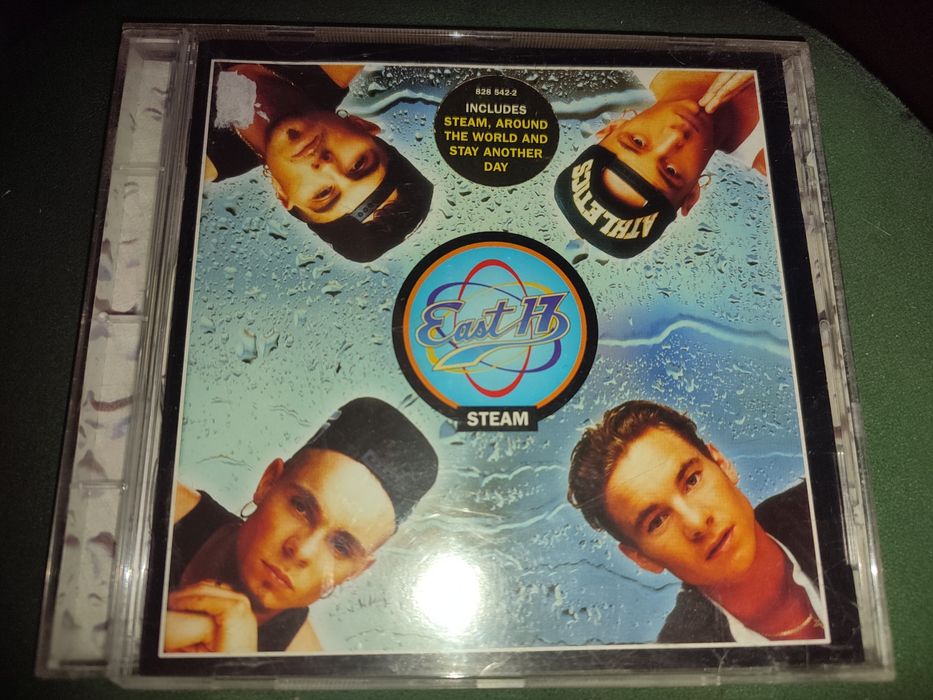 828 542-2
INCLUDES
STEAM, AROUND
THE WORLD AND
STAY ANOTHER
DAY
ATHLETICS
East 17
STEAM